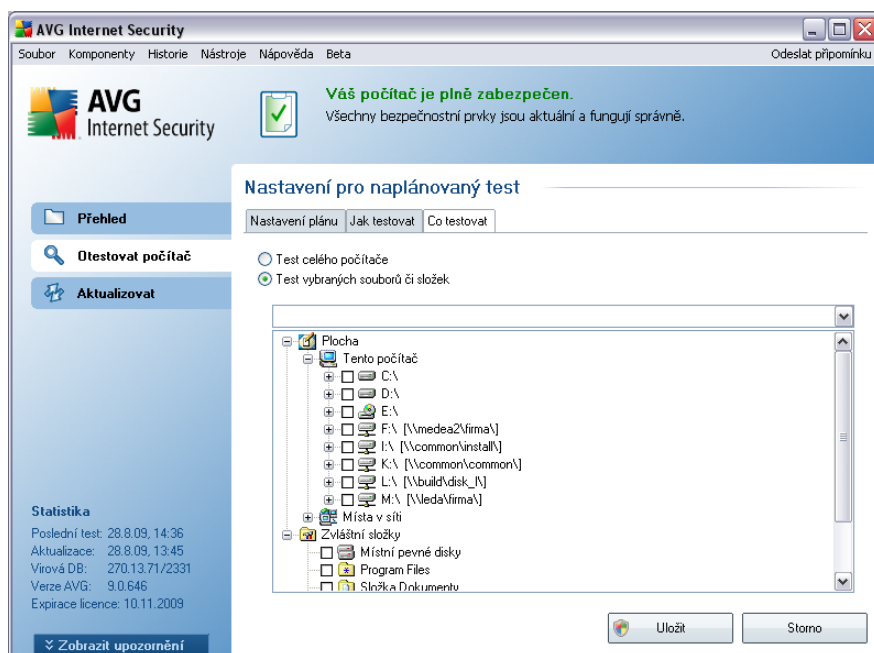 AVG Internet Security
Soubor Komponenty Historie Nástroje Nápověda Beta Odeslat připomínku
AVG
Internet Security
Váš počítač je plně zabezpečen.
Všechny bezpečnostní prvky jsou aktuální a fungují správně.
Přehled
Otestovat počítač
Aktualizovat
Nastavení pro naplánovaný test
Nastavení plánu Jak testovat Co testovat
Test celého počítače
Test vybraných souborů či složek
Plocha
Tento počítač
C:\
D:\
E:\
F:\ [\\medea2\firma\]
I:\ [\\common\install\]
K:\ [\\common\common\]
L:\ [\\build\disk_l\]
M:\ [\\leda\firma\]
Místa v síti
Zvláštní složky
Místní pevné disky
Program Files
Složka Dokumenty
Statistika
Poslední test: 28.8.09, 14:36
Aktualizace: 28.8.09, 13:45
Virová DB: 270.13.71/2331
Verze AVG: 9.0.646
Expirace licence: 10.11.2009
Zobrazit upozornění
Uložit Storno